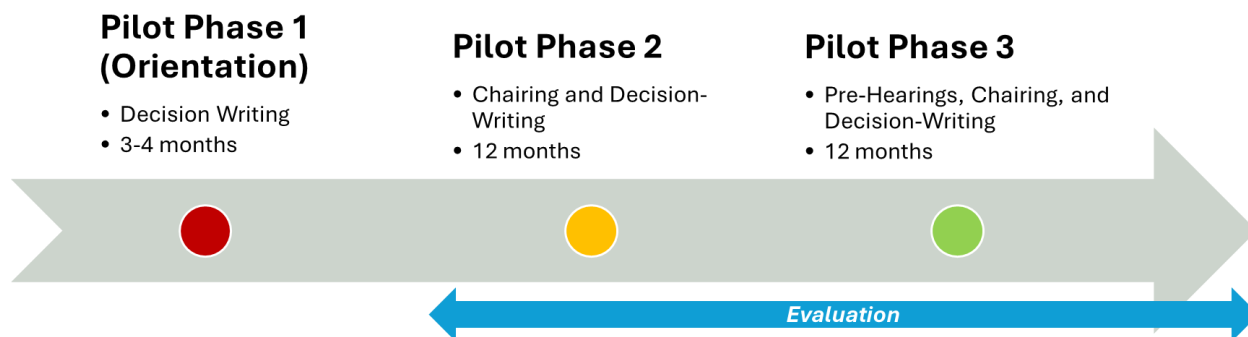 Pilot Phase 1
(Orientation)
• Decision Writing
• 3-4 months
Pilot Phase 2
• Chairing and Decision-
Writing
• 12 months
Pilot Phase 3
• Pre-Hearings, Chairing, and
Decision-Writing
• 12 months
Evaluation